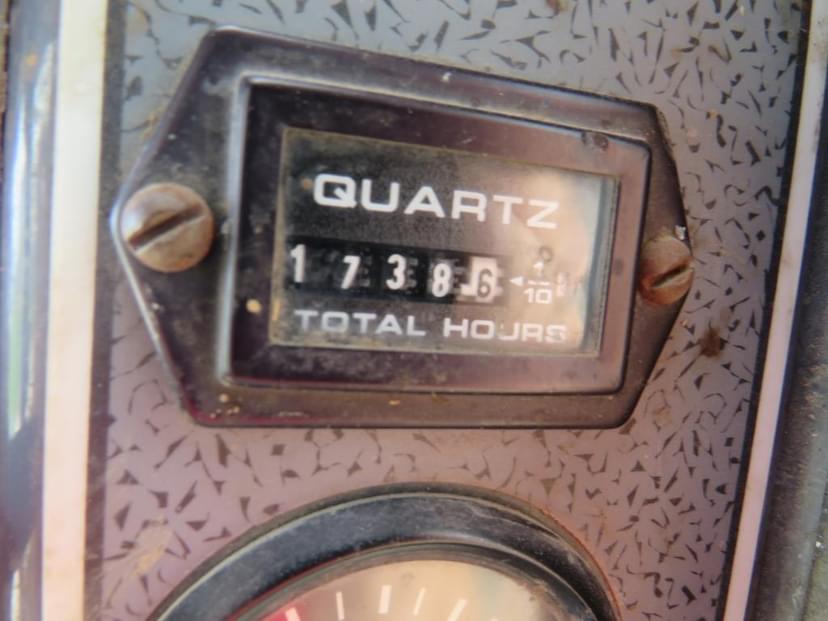 QUARTZ
1 7 3 8 6 ◄ 1/10
TOTAL HOURS